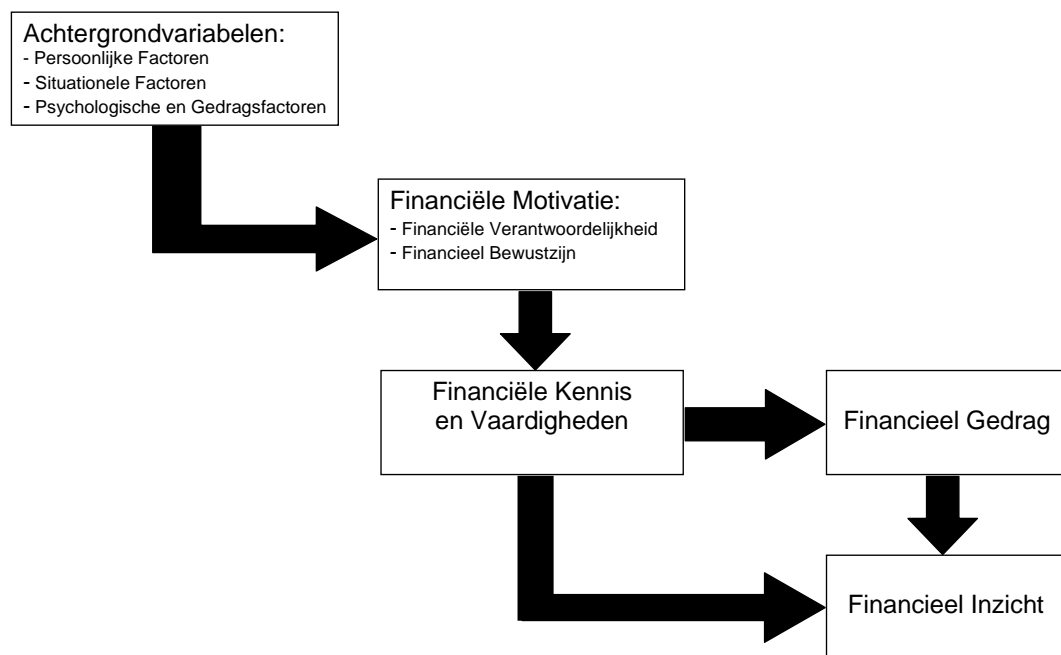 Achtergrondvariabelen:
- Persoonlijke Factoren
- Situationele Factoren
- Psychologische en Gedragsfactoren
Financiële Motivatie:
- Financiële Verantwoordelijkheid
- Financieel Bewustzijn
Financiële Kennis
en Vaardigheden
Financieel Gedrag
Financieel Inzicht